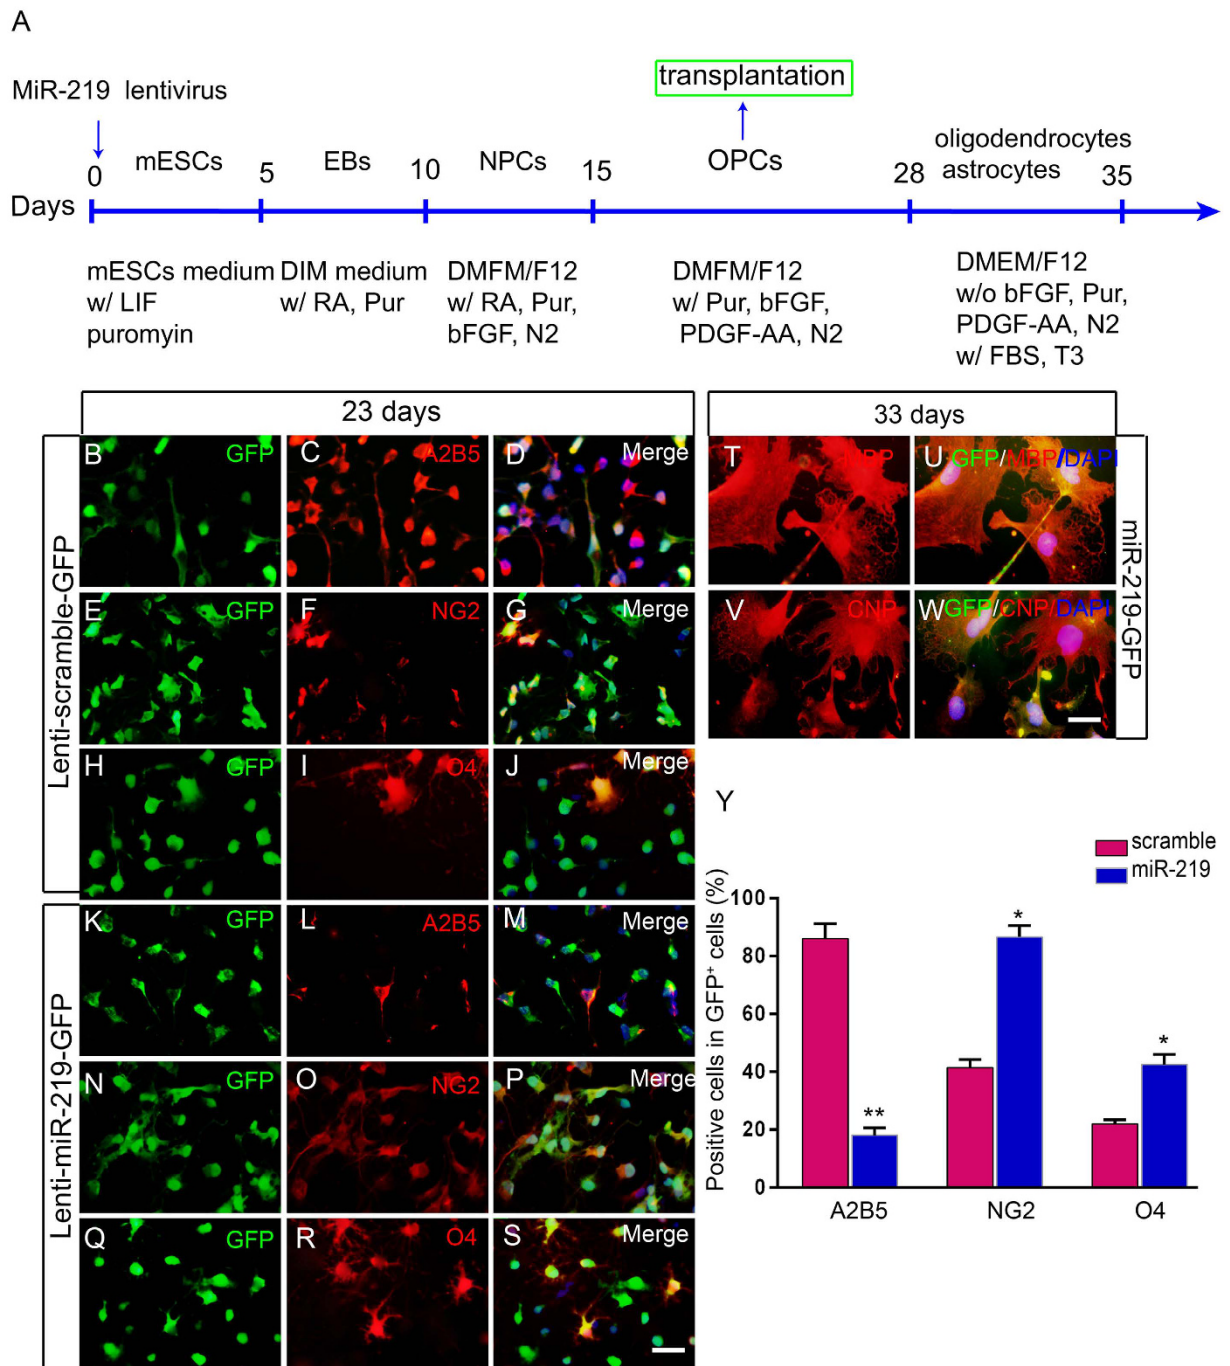 A
transplantation
MiR-219 lentivirus
mESCs
EBs
NPCs
OPCs
oligodendrocytes
astrocytes
Days
0
5
10
15
28
35
mESCs medium
w/ LIF
puromyin
DIM medium
w/ RA, Pur
DMFM/F12
w/ RA, Pur,
bFGF, N2
DMFM/F12
w/ Pur, bFGF,
PDGF-AA, N2
DMEM/F12
w/o bFGF, Pur,
PDGF-AA, N2
w/ FBS, T3
23 days
Lenti-scramble-GFP
B GFP
C A2B5
D Merge
E GFP
F NG2
G Merge
H GFP
I O4
J Merge
Lenti-miR-219-GFP
K GFP
L A2B5
M Merge
N GFP
O NG2
P Merge
Q GFP
R O4
S Merge
33 days
miR-219-GFP
T MBP
U GFP/MBP/DAPI
V CNP
W GFP/CNP/DAPI
Y
scramble
miR-219
Positive cells in GFP⁺ cells (%)
100
80
60
40
20
0
**
*
*
A2B5
NG2
O4